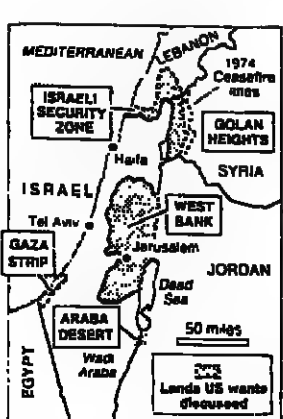 MEDITERRANEAN
LEBANON
1974
Ceasefire
lines
ISRAELI
SECURITY
ZONE
GOLAN
HEIGHTS
Haifa
SYRIA
ISRAEL
WEST
BANK
Tel Aviv
Jerusalem
GAZA
STRIP
JORDAN
Dead
Sea
ARABA
DESERT
50 miles
Wadi
Araba
EGYPT
Lands US wants
discussed